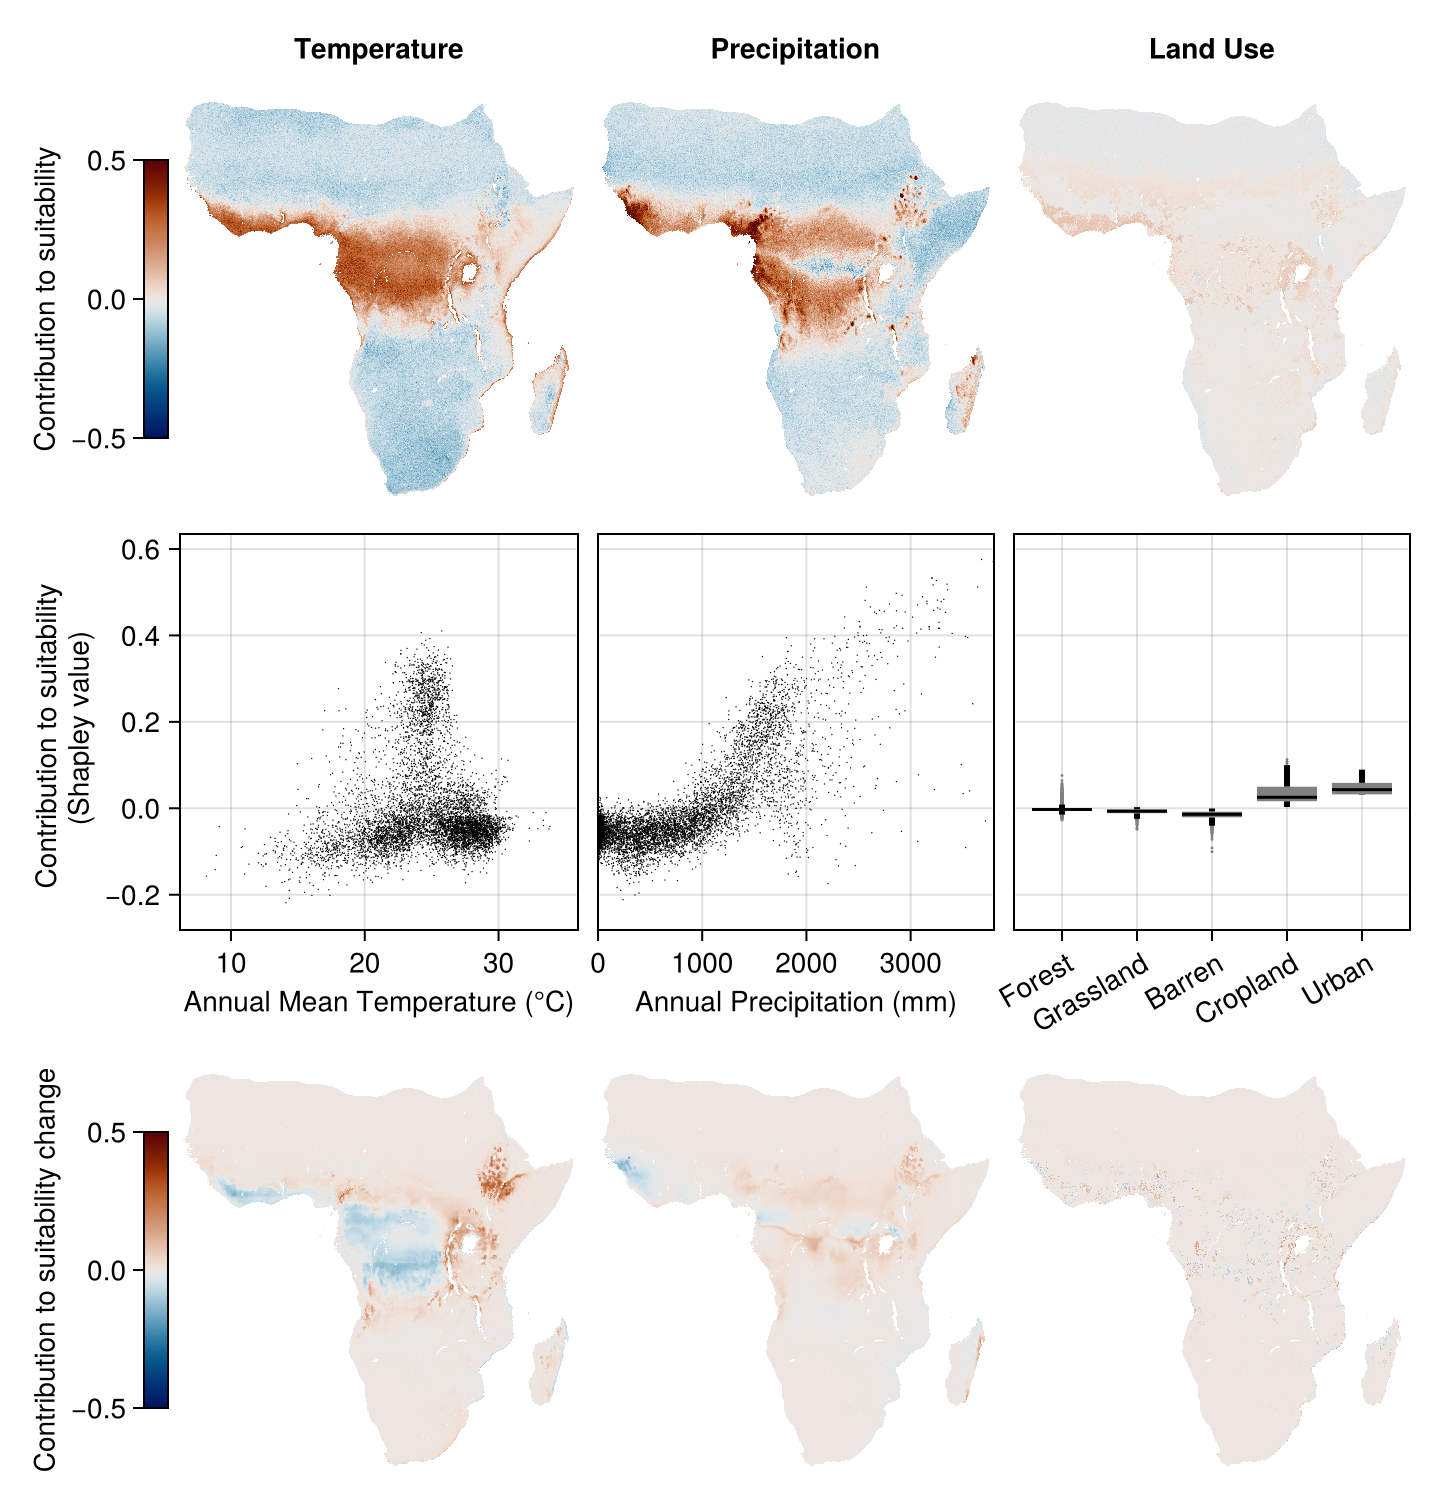 Temperature
Precipitation
Land Use
Contribution to suitability
0.5
0.0
−0.5
Contribution to suitability
(Shapley value)
0.6
0.4
0.2
0.0
−0.2
10 20 30
0 1000 2000 3000
Forest Grassland Barren Cropland Urban
Annual Mean Temperature (°C)
Annual Precipitation (mm)
Contribution to suitability change
0.5
0.0
−0.5